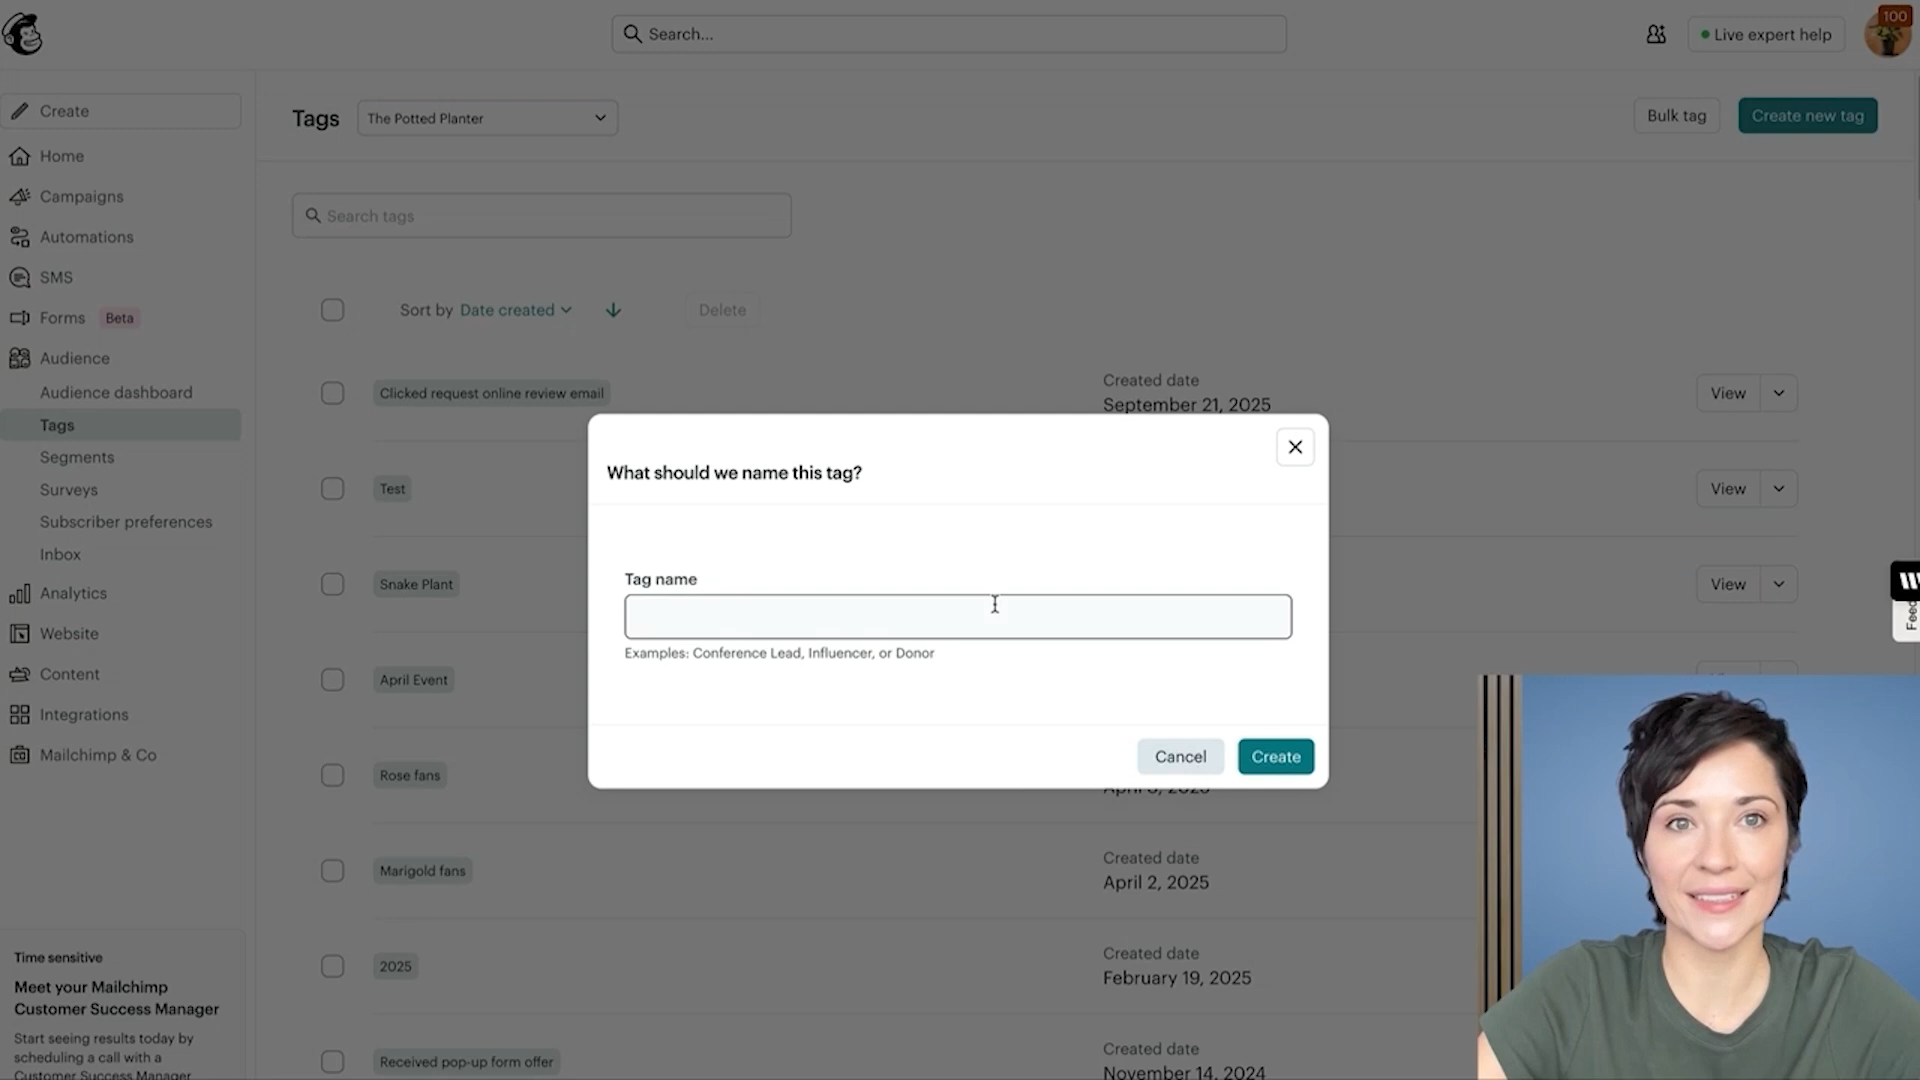 Search...
Live expert help
100
Create
Home
Campaigns
Automations
SMS
Forms Beta
Audience
Audience dashboard
Tags
Segments
Surveys
Subscriber preferences
Inbox
Analytics
Website
Content
Integrations
Mailchimp & Co
Time sensitive
Meet your Mailchimp
Customer Success Manager
Start seeing results today by
scheduling a call with a
Customer Success Manager
Tags
The Potted Planter
Bulk tag
Create new tag
Search tags
Sort by Date created
Delete
Clicked request online review email
Created date
September 21, 2025
View
Test
View
Snake Plant
View
April Event
Rose fans
Marigold fans
Created date
April 2, 2025
2025
Created date
February 19, 2025
Received pop-up form offer
Created date
November 14, 2024
What should we name this tag?
Tag name
Examples: Conference Lead, Influencer, or Donor
Cancel
Create